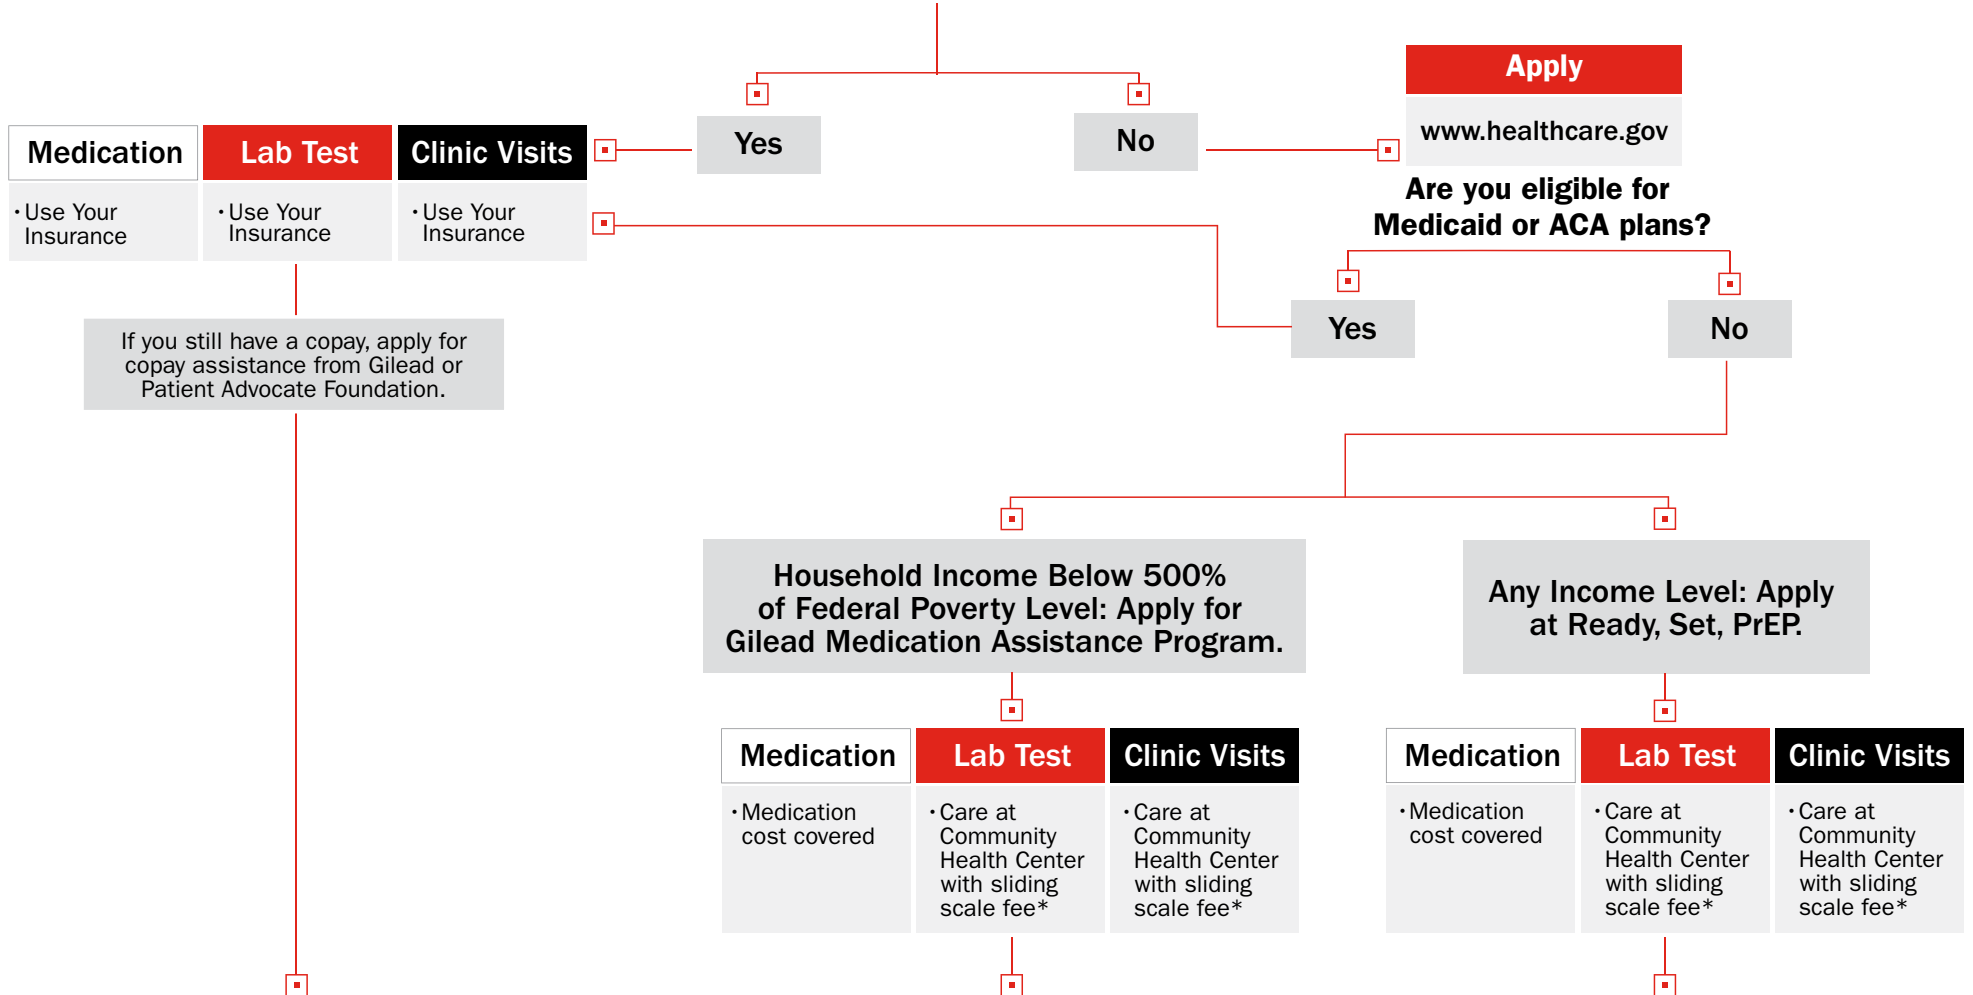 Yes
No
Apply
www.healthcare.gov
Medication
Lab Test
Clinic Visits
· Use Your
Insurance
· Use Your
Insurance
· Use Your
Insurance
Are you eligible for
Medicaid or ACA plans?
Yes
No
If you still have a copay, apply for
copay assistance from Gilead or
Patient Advocate Foundation.
Household Income Below 500%
of Federal Poverty Level: Apply for
Gilead Medication Assistance Program.
Any Income Level: Apply
at Ready, Set, PrEP.
Medication
Lab Test
Clinic Visits
· Medication
cost covered
· Care at
Community
Health Center
with sliding
scale fee*
· Care at
Community
Health Center
with sliding
scale fee*
Medication
Lab Test
Clinic Visits
· Medication
cost covered
· Care at
Community
Health Center
with sliding
scale fee*
· Care at
Community
Health Center
with sliding
scale fee*